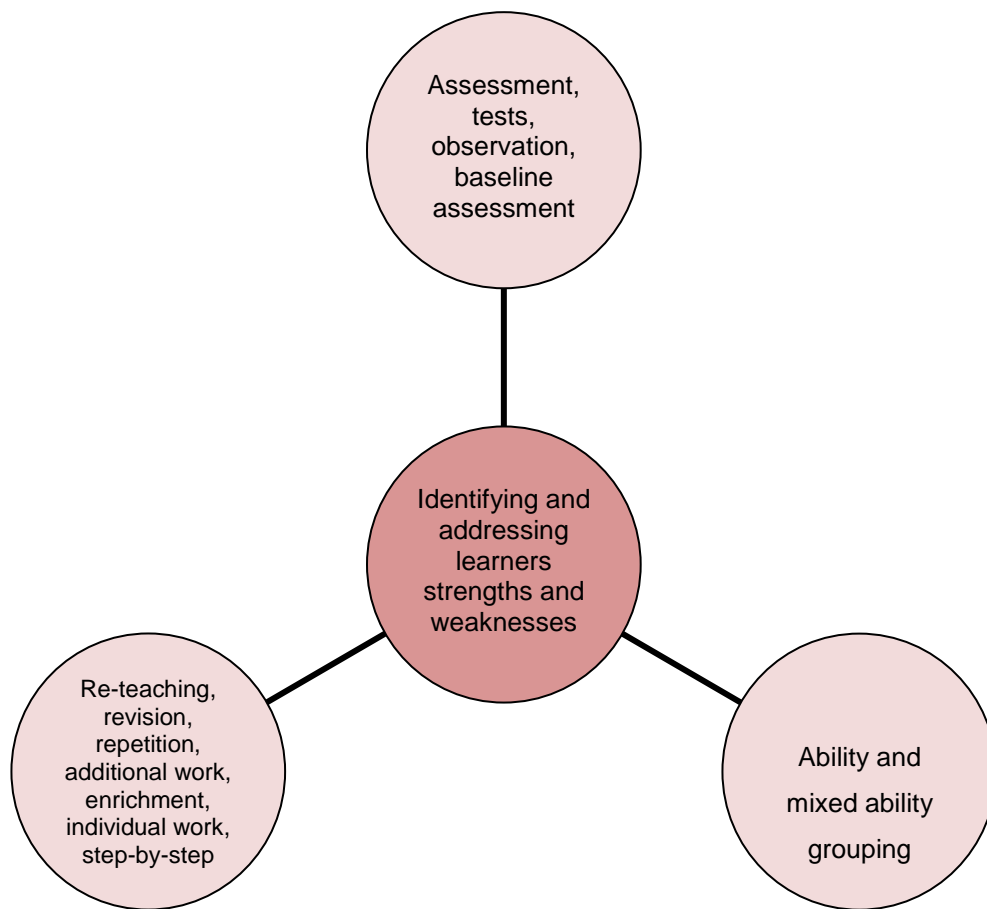 Assessment,
tests,
observation,
baseline
assessment
Identifying and
addressing
learners
strengths and
weaknesses
Re-teaching,
revision,
repetition,
additional work,
enrichment,
individual work,
step-by-step
Ability and
mixed ability
grouping